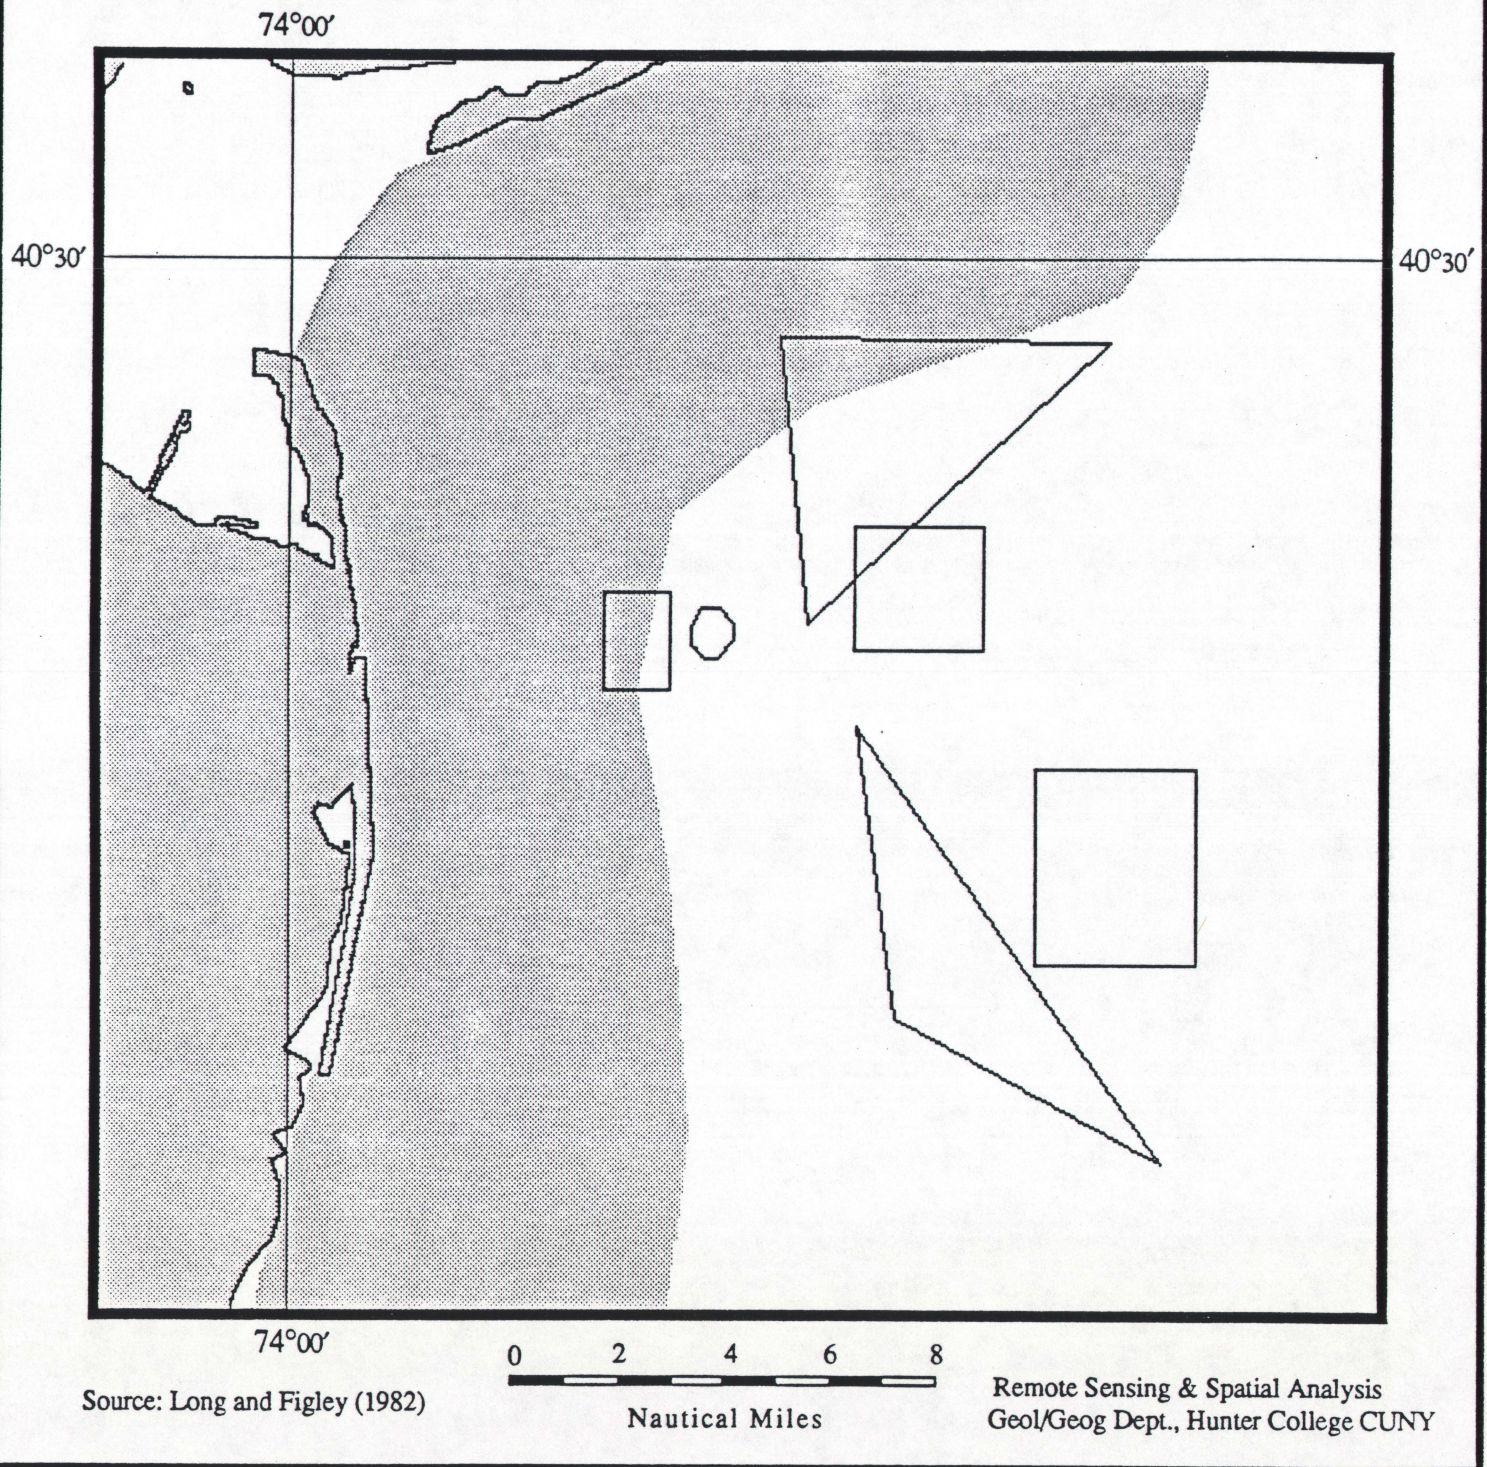 74°00′
40°30′
40°30′
74°00′
0 2 4 6 8
Nautical Miles
Source: Long and Figley (1982)
Remote Sensing & Spatial Analysis
Geol/Geog Dept., Hunter College CUNY